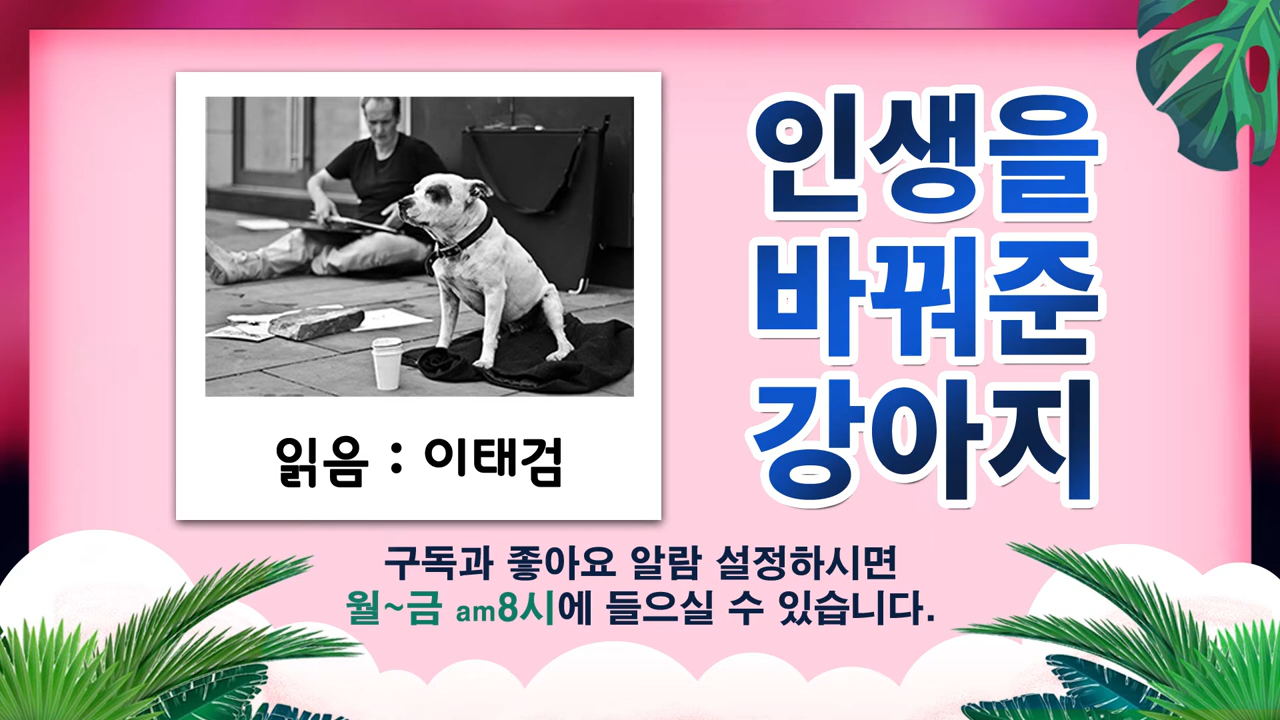 인생을
바꿔준
강아지
읽음 : 이태검
구독과 좋아요 알람 설정하시면
월~금 am8시에 들으실 수 있습니다.